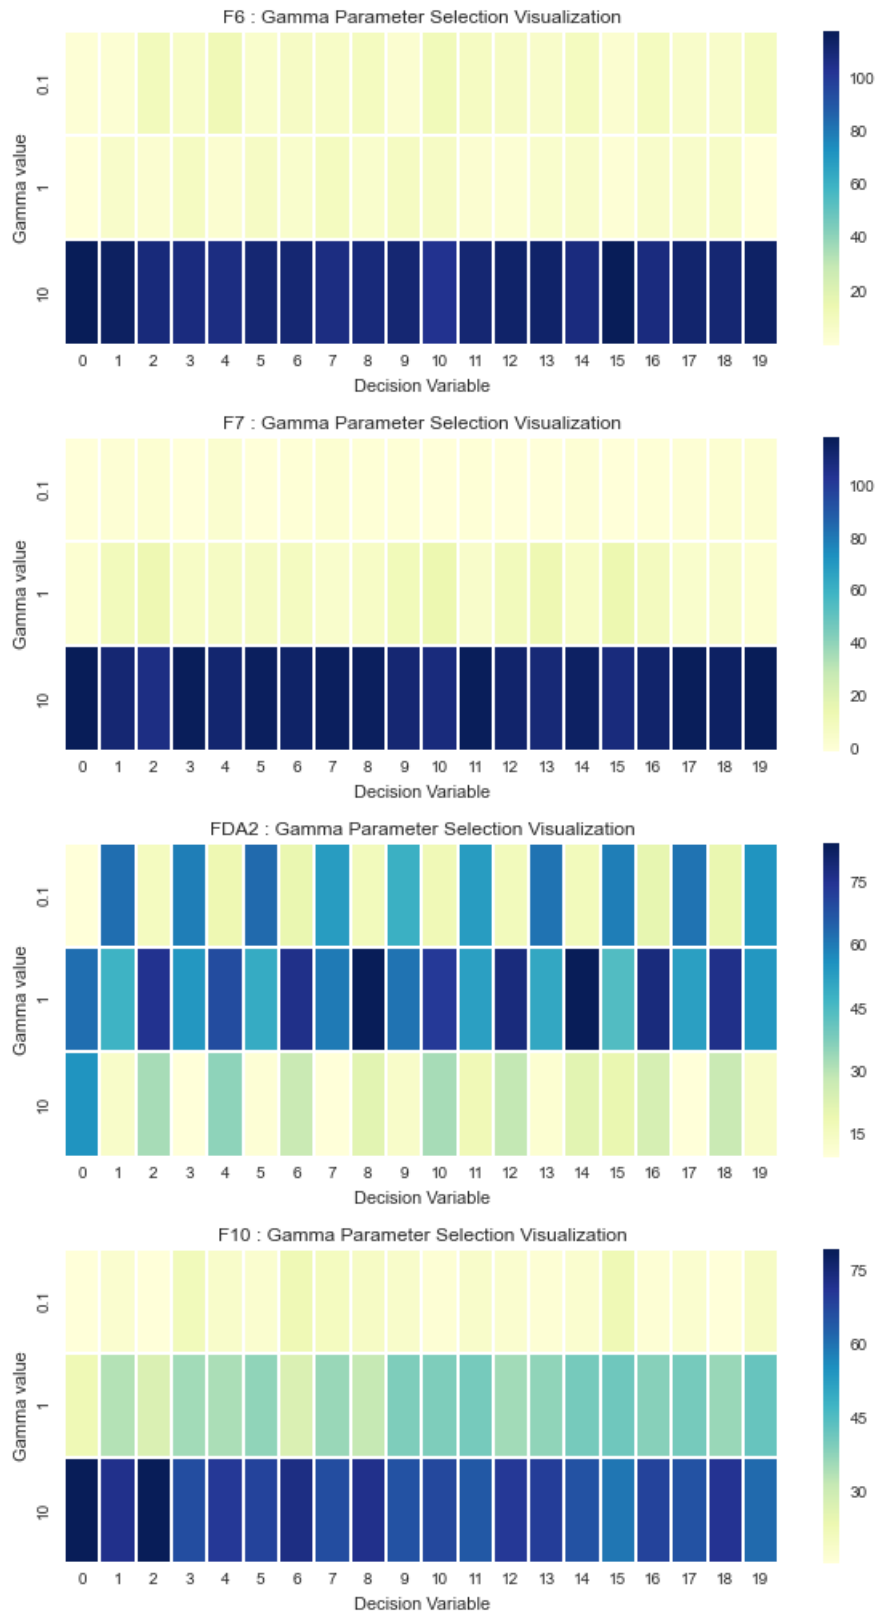 F6 : Gamma Parameter Selection Visualization
Gamma value
0.1
1
10
0 1 2 3 4 5 6 7 8 9 10 11 12 13 14 15 16 17 18 19
Decision Variable
100
80
60
40
20
F7 : Gamma Parameter Selection Visualization
Gamma value
0.1
1
10
0 1 2 3 4 5 6 7 8 9 10 11 12 13 14 15 16 17 18 19
Decision Variable
100
80
60
40
20
0
FDA2 : Gamma Parameter Selection Visualization
Gamma value
0.1
1
10
0 1 2 3 4 5 6 7 8 9 10 11 12 13 14 15 16 17 18 19
Decision Variable
75
60
45
30
15
F10 : Gamma Parameter Selection Visualization
Gamma value
0.1
1
10
0 1 2 3 4 5 6 7 8 9 10 11 12 13 14 15 16 17 18 19
Decision Variable
75
60
45
30